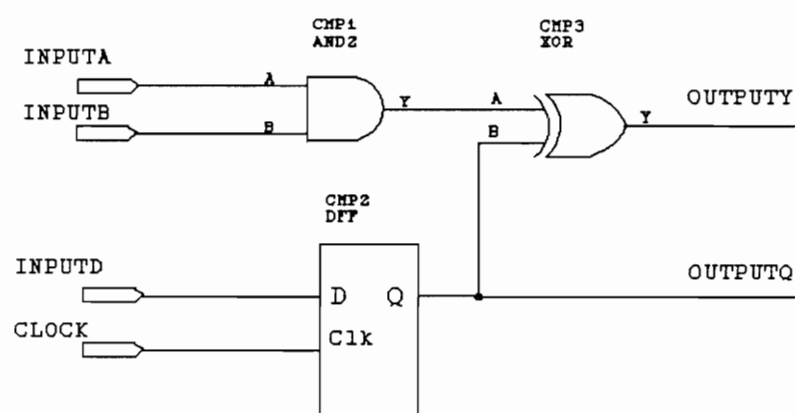 CMP1
AND2
CMP3
XOR
INPUTA
A
Y
A
OUTPUTY
INPUTB
B
B
Y
CMP2
DFF
INPUTD
D Q
OUTPUTQ
CLOCK
Clk